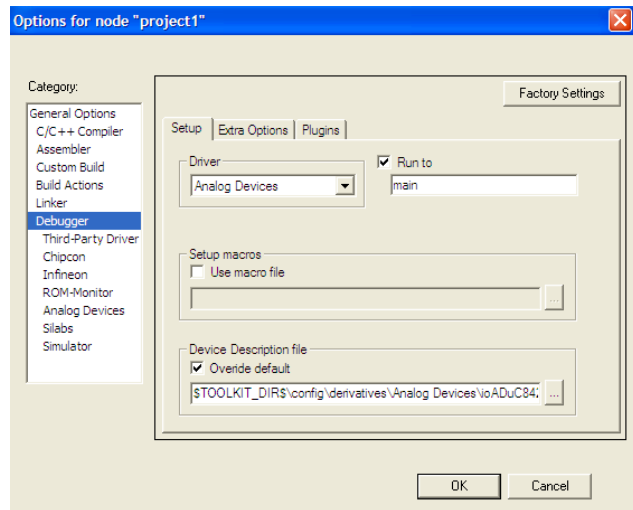 Options for node "project1"
Category:
General Options
C/C++ Compiler
Assembler
Custom Build
Build Actions
Linker
Debugger
Third-Party Driver
Chipcon
Infineon
ROM-Monitor
Analog Devices
Silabs
Simulator
Factory Settings
Setup Extra Options Plugins
Driver
Analog Devices
Run to
main
Setup macros
Use macro file
...
Device Description file
Overide default
$TOOLKIT_DIR$\config\derivatives\Analog Devices\ioADuC84 ...
OK Cancel